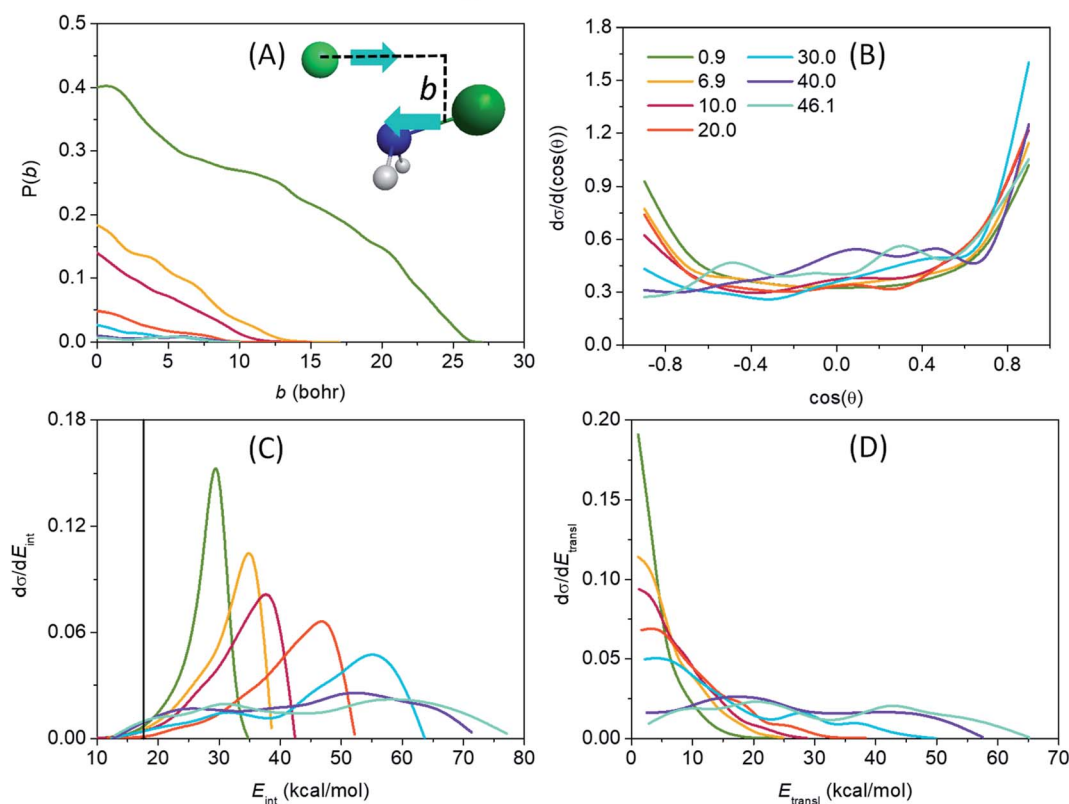 (A)
b
P(b)
0.5
0.4
0.3
0.2
0.1
0.0
0 5 10 15 20 25 30
b (bohr)
(B)
0.9 30.0
6.9 40.0
10.0 46.1
20.0
dσ/d(cos(θ))
1.8
1.5
1.2
0.9
0.6
0.3
0.0
-0.8 -0.4 0.0 0.4 0.8
cos(θ)
(C)
dσ/dE_int
0.18
0.12
0.06
0.00
10 20 30 40 50 60 70 80
E_int (kcal/mol)
(D)
dσ/dE_transl
0.20
0.15
0.10
0.05
0.00
0 10 20 30 40 50 60 70
E_transl (kcal/mol)